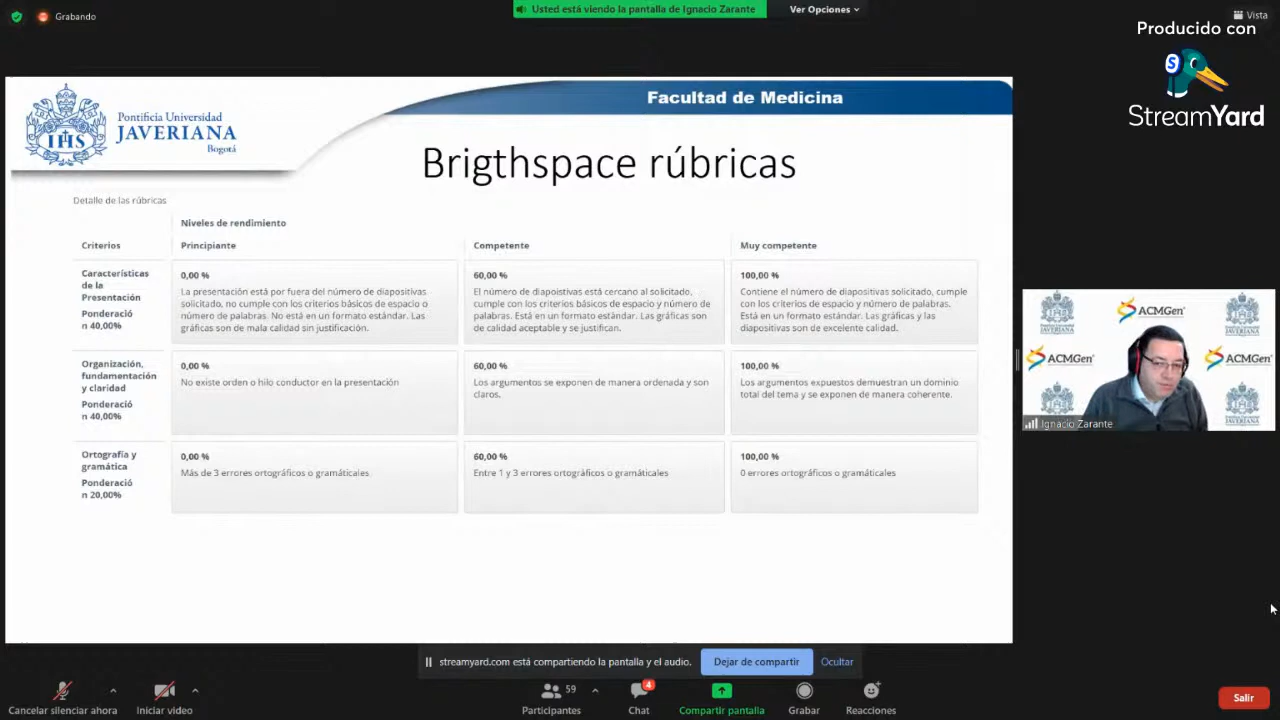 Grabando
Usted está viendo la pantalla de Ignacio Zarante
Ver Opciones
Vista
Producido con
StreamYard
Facultad de Medicina
Pontificia Universidad
JAVERIANA
Bogotá
IHS
Brigthspace rúbricas
Detalle de las rúbricas
Niveles de rendimiento
Criterios
Principiante
Competente
Muy competente
Características
de la
Presentación
Ponderació
n 40,00%
0,00 %
La presentación está por fuera del número de diapositivas
solicitado, no cumple con los criterios básicos de espacio o
número de palabras. No está en un formato estándar. Las
gráficas son de mala calidad sin justificación.
60,00 %
El número de diapoistivas está cercano al solicitado,
cumple con los criterios básicos de espacio y número de
palabras. Está en un formato estándar. Las gráficas son
de calidad aceptable y se justifican.
100,00 %
Contiene el número de diapositivas solicitado, cumple
con los criterios de espacio y número de palabras.
Está en un formato estándar. Las gráficas y las
diapositivas son de excelente calidad.
Organización,
fundamentación
y claridad
Ponderació
n 40,00%
0,00 %
No existe orden o hilo conductor en la presentación
60,00 %
Los argumentos se exponen de manera ordenada y son
claros.
100,00 %
Los argumentos expuestos demuestran un dominio
total del tema y se exponen de manera coherente.
Ortografía y
gramática
Ponderació
n 20,00%
0,00 %
Más de 3 errores ortográficos o gramáticales
60,00 %
Entre 1 y 3 errores ortográficos o gramáticales
100,00 %
0 errores ortográficos o gramáticales
ACMGen
ACMGen
ACMGen
JAVERIANA
JAVERIANA
Ignacio Zarante
streamyard.com está compartiendo la pantalla y el audio.
Dejar de compartir
Ocultar
Cancelar silenciar ahora
Iniciar video
59
Participantes
4
Chat
Compartir pantalla
Grabar
Reacciones
Salir